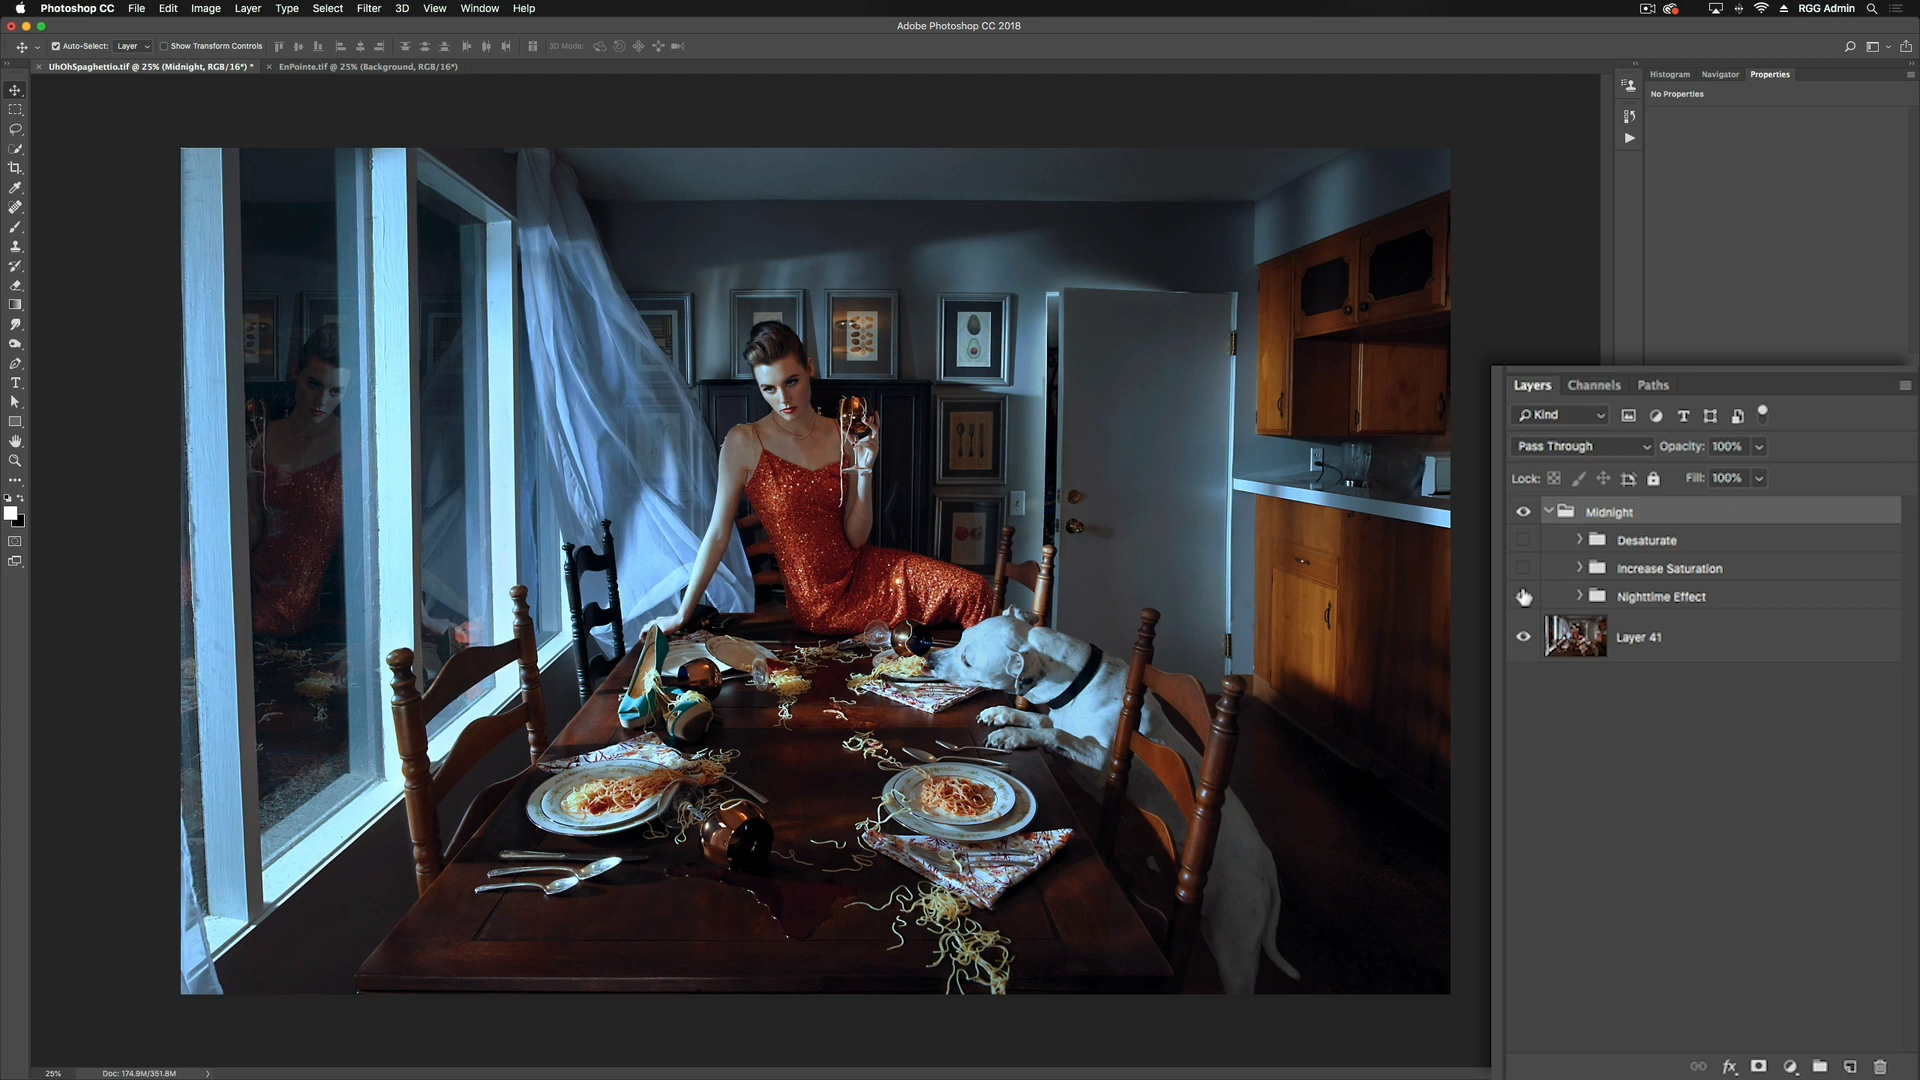 Photoshop CC File Edit Image Layer Type Select Filter 3D View Window Help RGG Admin
Adobe Photoshop CC 2018
Auto-Select: Layer Show Transform Controls 3D Mode:
UhOhSpaghettio.tif @ 25% (Midnight, RGB/16*) * EnPointe.tif @ 25% (Background, RGB/16*)
Histogram Navigator Properties
No Properties
Layers Channels Paths
Kind
Pass Through Opacity: 100%
Lock: Fill: 100%
Midnight
Desaturate
Increase Saturation
Nighttime Effect
Layer 41
fx
25% Doc: 174.9M/351.8M